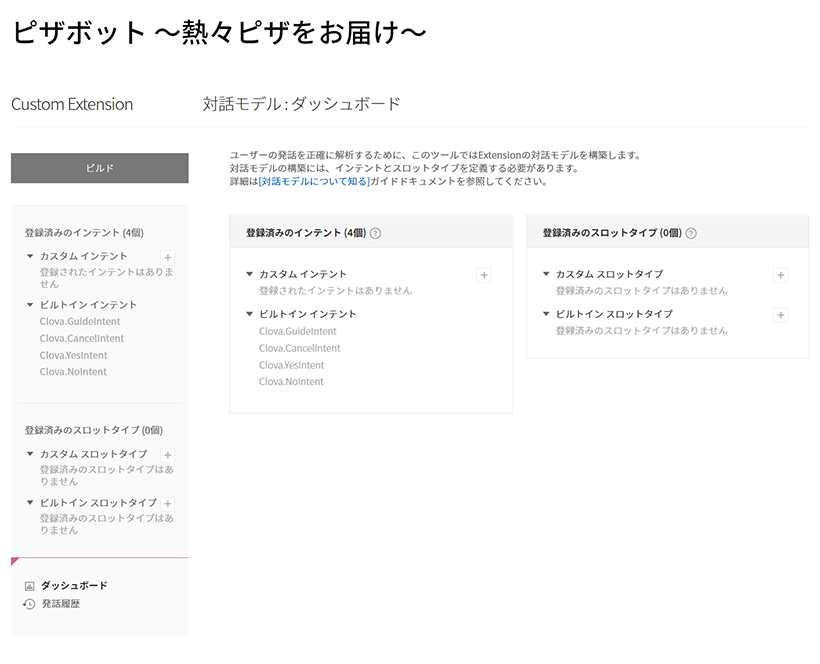 ピザボット ～熱々ピザをお届け～
Custom Extension
対話モデル : ダッシュボード
ビルド
登録済みのインテント (4個)
カスタム インテント
登録されたインテントはありま
せん
ビルトイン インテント
Clova.GuideIntent
Clova.CancelIntent
Clova.YesIntent
Clova.NoIntent
登録済みのスロットタイプ (0個)
カスタム スロットタイプ
登録済みのスロットタイプはあ
りません
ビルトイン スロットタイプ
登録済みのスロットタイプはあ
りません
ダッシュボード
発話履歴
ユーザーの発話を正確に解析するために、このツールではExtensionの対話モデルを構築します。
対話モデルの構築には、インテントとスロットタイプを定義する必要があります。
詳細は[対話モデルについて知る]ガイドドキュメントを参照してください。
登録済みのインテント (4個) ?
カスタム インテント
登録されたインテントはありません
ビルトイン インテント
Clova.GuideIntent
Clova.CancelIntent
Clova.YesIntent
Clova.NoIntent
登録済みのスロットタイプ (0個) ?
カスタム スロットタイプ
登録済みのスロットタイプはありません
ビルトイン スロットタイプ
登録済みのスロットタイプはありません